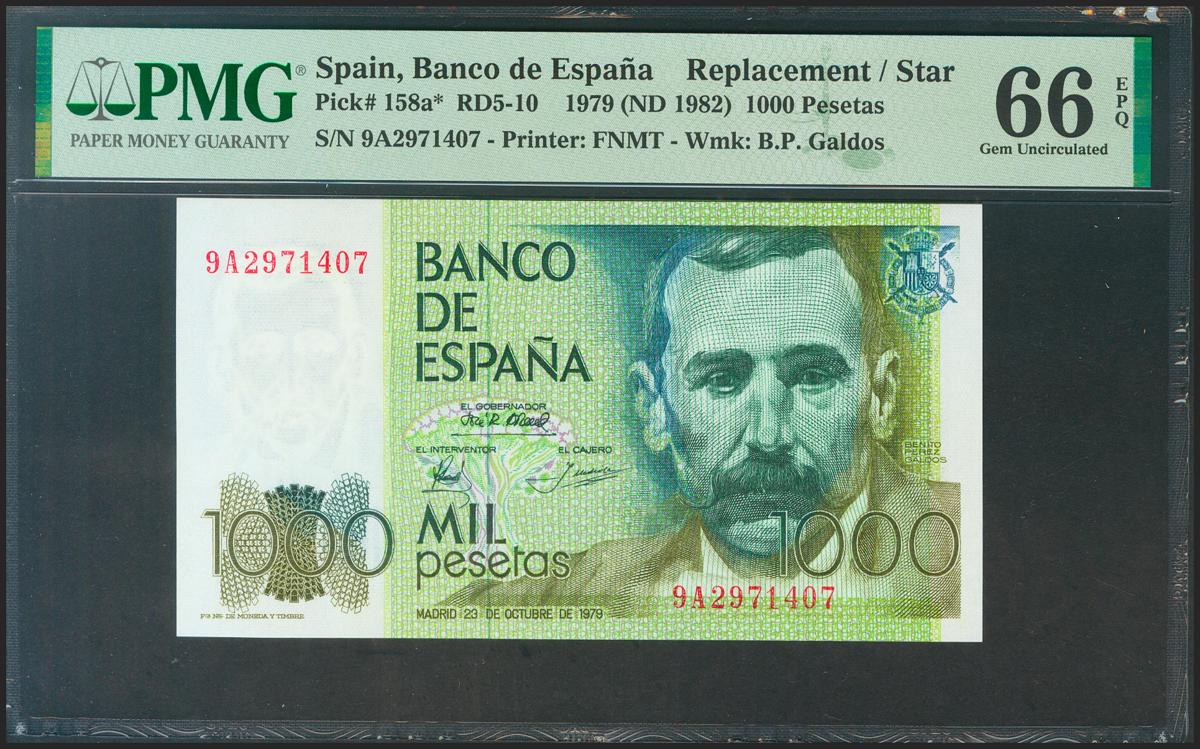 PMG®
PAPER MONEY GUARANTY
Spain, Banco de España Replacement / Star
Pick# 158a* RD5-10 1979 (ND 1982) 1000 Pesetas
S/N 9A2971407 - Printer: FNMT - Wmk: B.P. Galdos
66
EPQ
Gem Uncirculated
9A2971407
BANCO
DE
ESPAÑA
EL GOBERNADOR
EL INTERVENTOR EL CAJERO
BENITO
PEREZ
GALDOS
1000
MIL
pesetas
1000
9A2971407
MADRID 23 DE OCTUBRE DE 1979
DE MONEDA Y TIMBRE